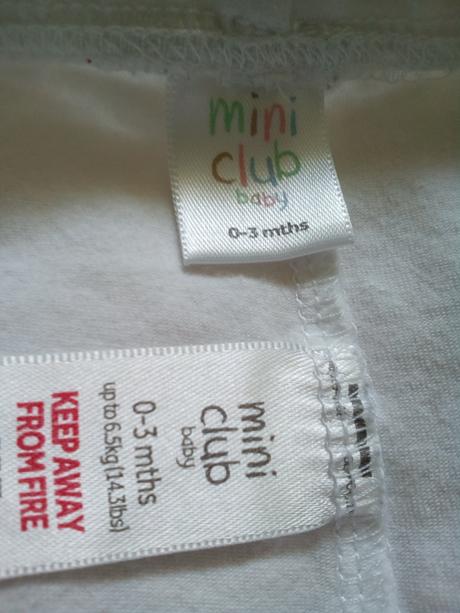 mini
club
baby
0-3 mths
mini
club
baby
0-3 mths
up to 6.5kg (14.3lbs)
KEEP AWAY
FROM FIRE